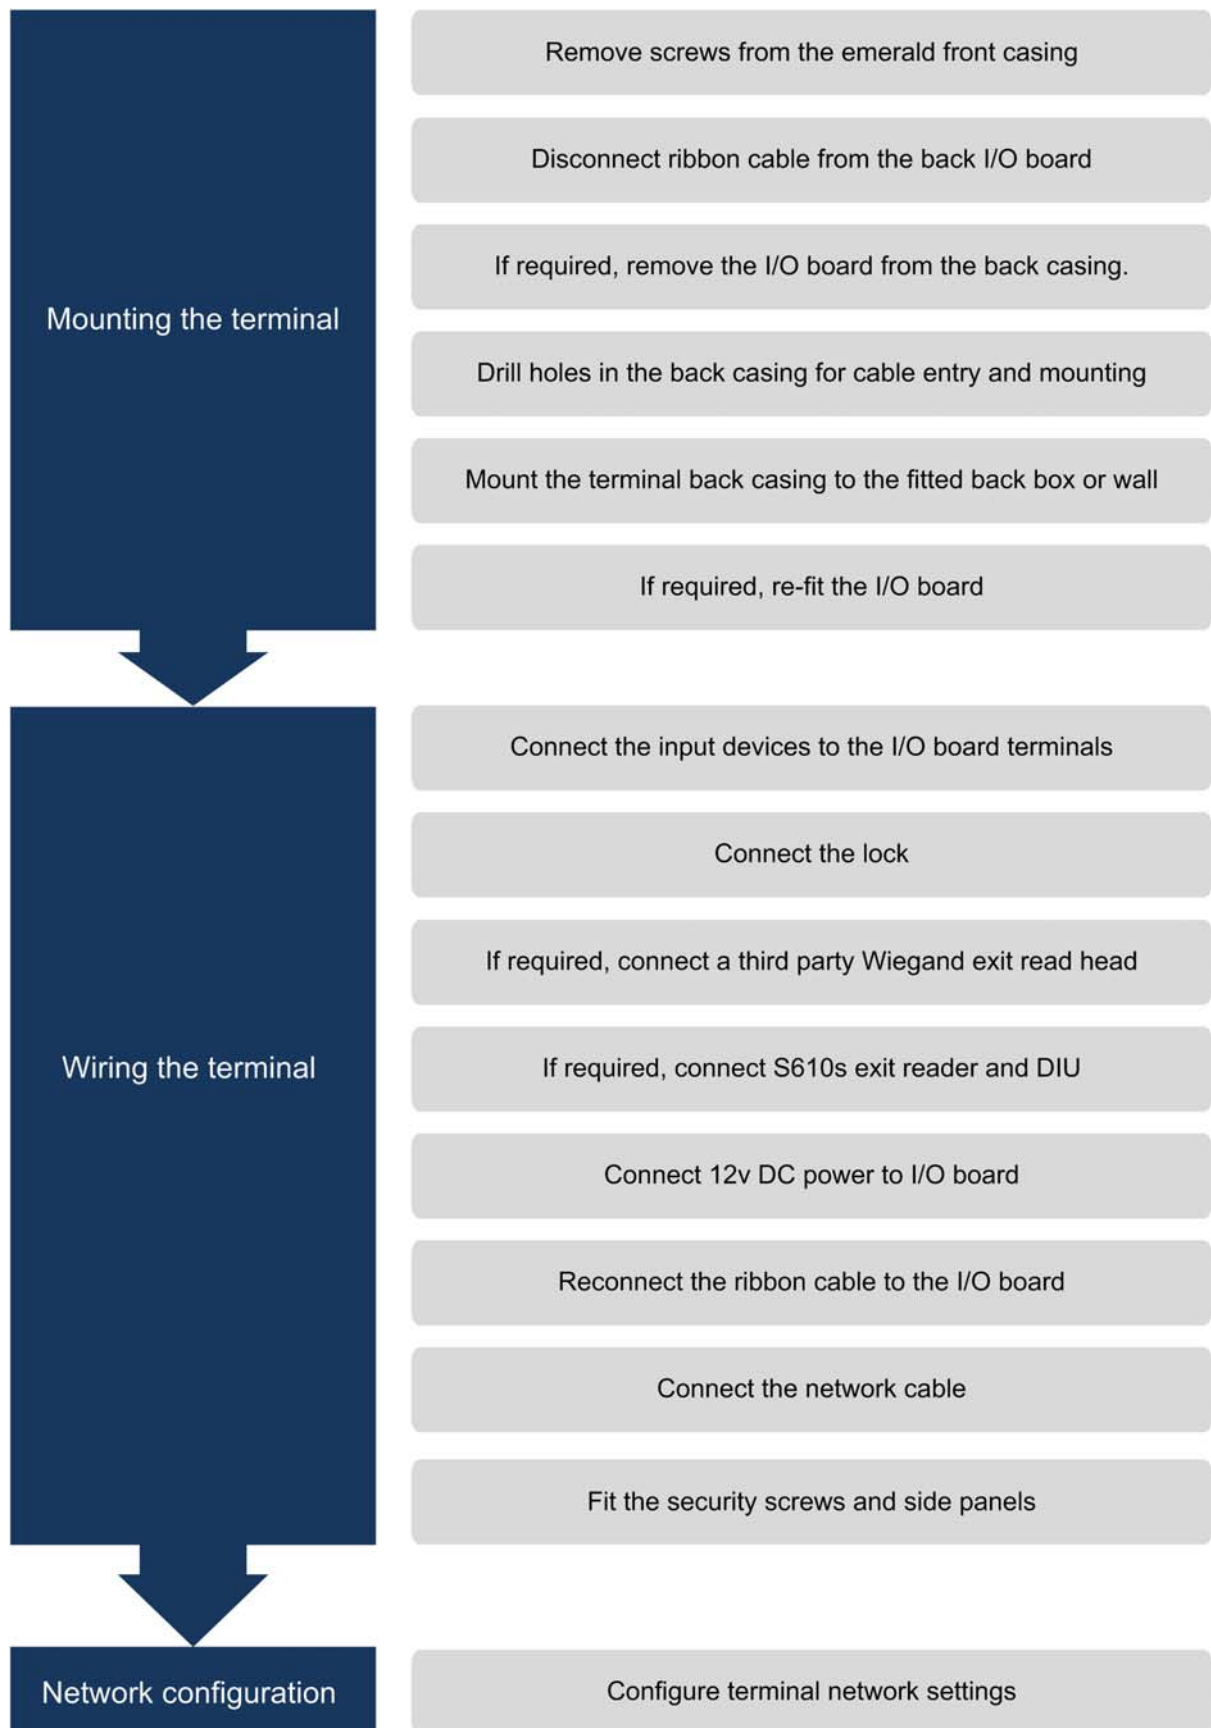 Mounting the terminal
Remove screws from the emerald front casing
Disconnect ribbon cable from the back I/O board
If required, remove the I/O board from the back casing.
Drill holes in the back casing for cable entry and mounting
Mount the terminal back casing to the fitted back box or wall
If required, re-fit the I/O board
Wiring the terminal
Connect the input devices to the I/O board terminals
Connect the lock
If required, connect a third party Wiegand exit read head
If required, connect S610s exit reader and DIU
Connect 12v DC power to I/O board
Reconnect the ribbon cable to the I/O board
Connect the network cable
Fit the security screws and side panels
Network configuration
Configure terminal network settings